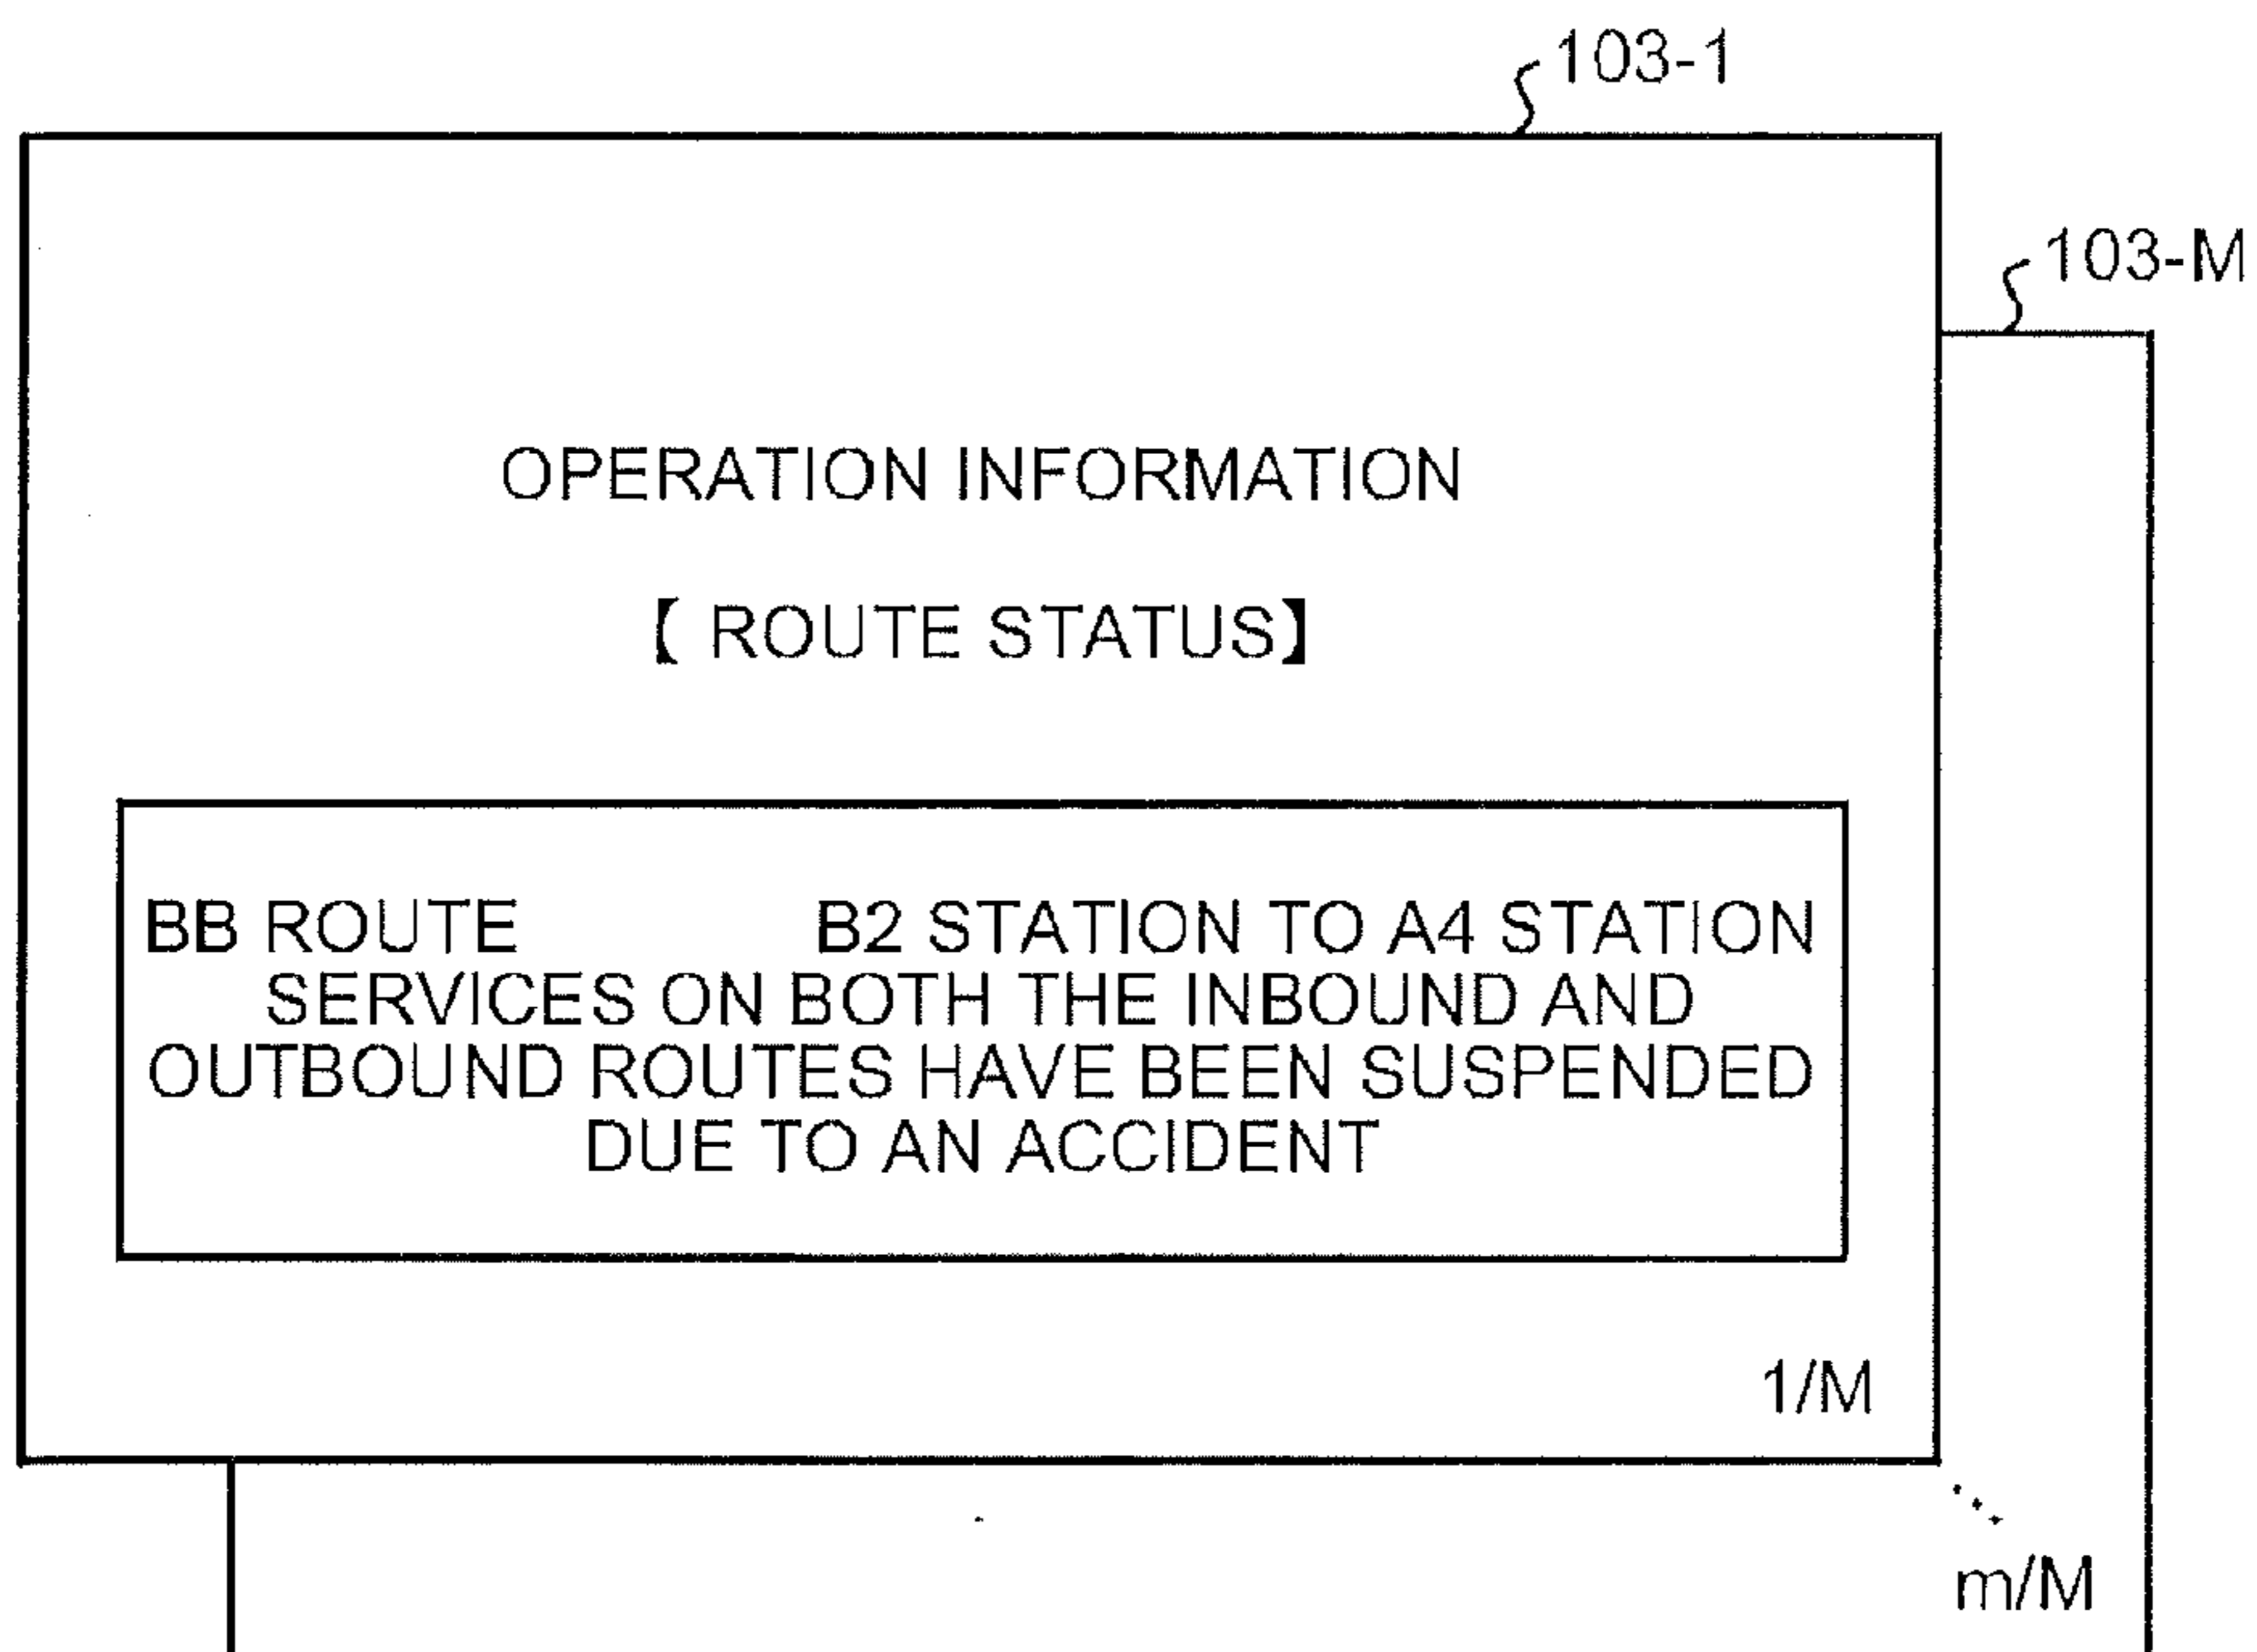 103-1
103-M
OPERATION INFORMATION
【 ROUTE STATUS】
BB ROUTE B2 STATION TO A4 STATION
SERVICES ON BOTH THE INBOUND AND
OUTBOUND ROUTES HAVE BEEN SUSPENDED
DUE TO AN ACCIDENT
1/M
m/M